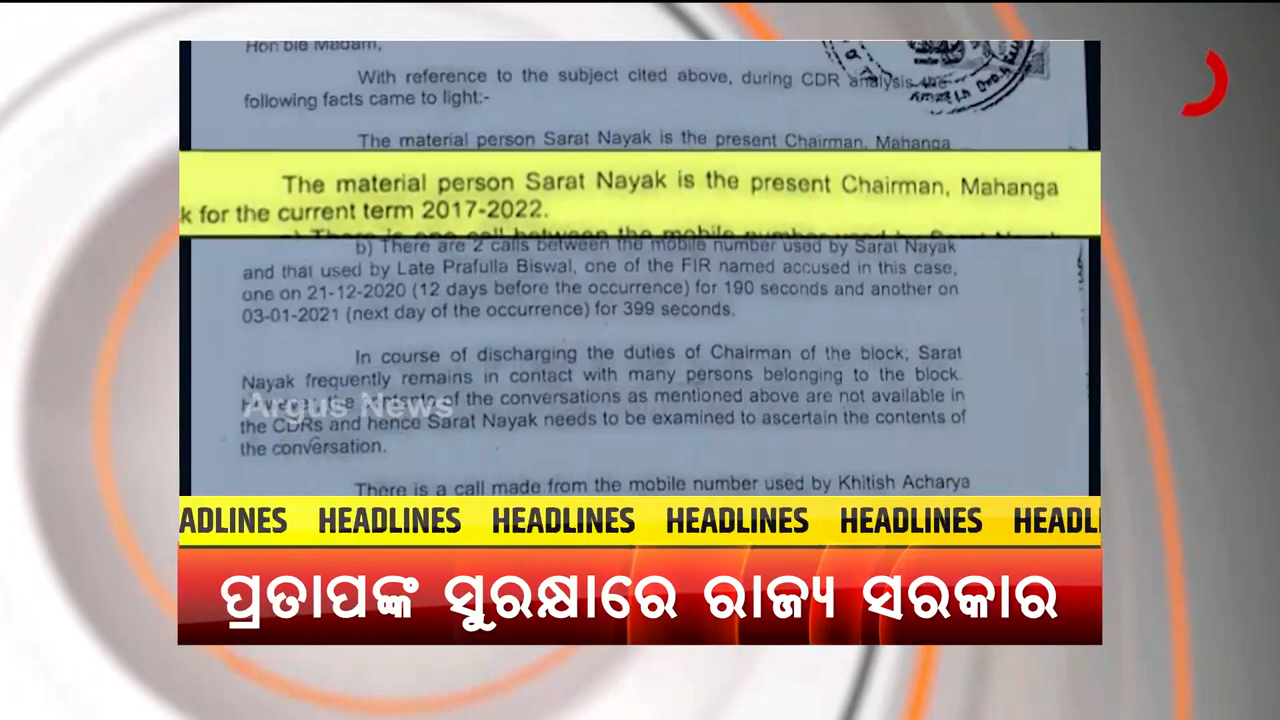 Hon'ble Madam,
With reference to the subject cited above, during CDR analysis the
following facts came to light:-
The material person Sarat Nayak is the present Chairman, Mahanga
The material person Sarat Nayak is the present Chairman, Mahanga
k for the current term 2017-2022.
b) There are 2 calls between the mobile number used by Sarat Nayak
and that used by Late Prafulla Biswal, one of the FIR named accused in this case,
one on 21-12-2020 (12 days before the occurrence) for 190 seconds and another on
03-01-2021 (next day of the occurrence) for 399 seconds.
In course of discharging the duties of Chairman of the block, Sarat
Nayak frequently remains in contact with many persons belonging to the block.
of the conversations as mentioned above are not available in
Argus News
the CDRs and hence Sarat Nayak needs to be examined to ascertain the contents of
the conversation.
There is a call made from the mobile number used by Khitish Acharya
ADLINES HEADLINES HEADLINES HEADLINES HEADLINES HEADL
ପ୍ରତାପଙ୍କ ସୁରକ୍ଷାରେ ରାଜ୍ୟ ସରକାର